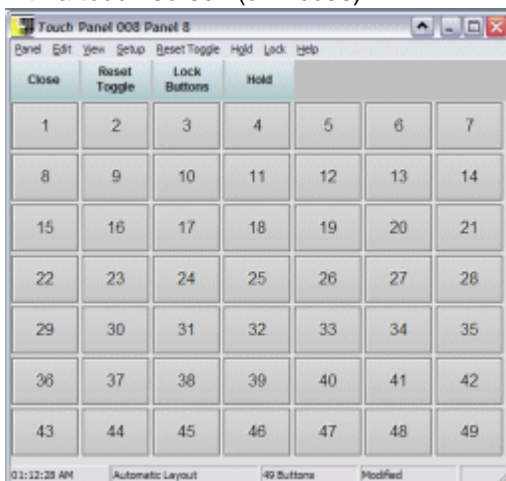 Touch Panel 008 Panel 8
Panel Edit View Setup Reset Toggle Hold Lock Help
Close Reset Toggle Lock Buttons Hold
1 2 3 4 5 6 7
8 9 10 11 12 13 14
15 16 17 18 19 20 21
22 23 24 25 26 27 28
29 30 31 32 33 34 35
36 37 38 39 40 41 42
43 44 45 46 47 48 49
01:12:28 AM Automatic Layout 49 Buttons Modified